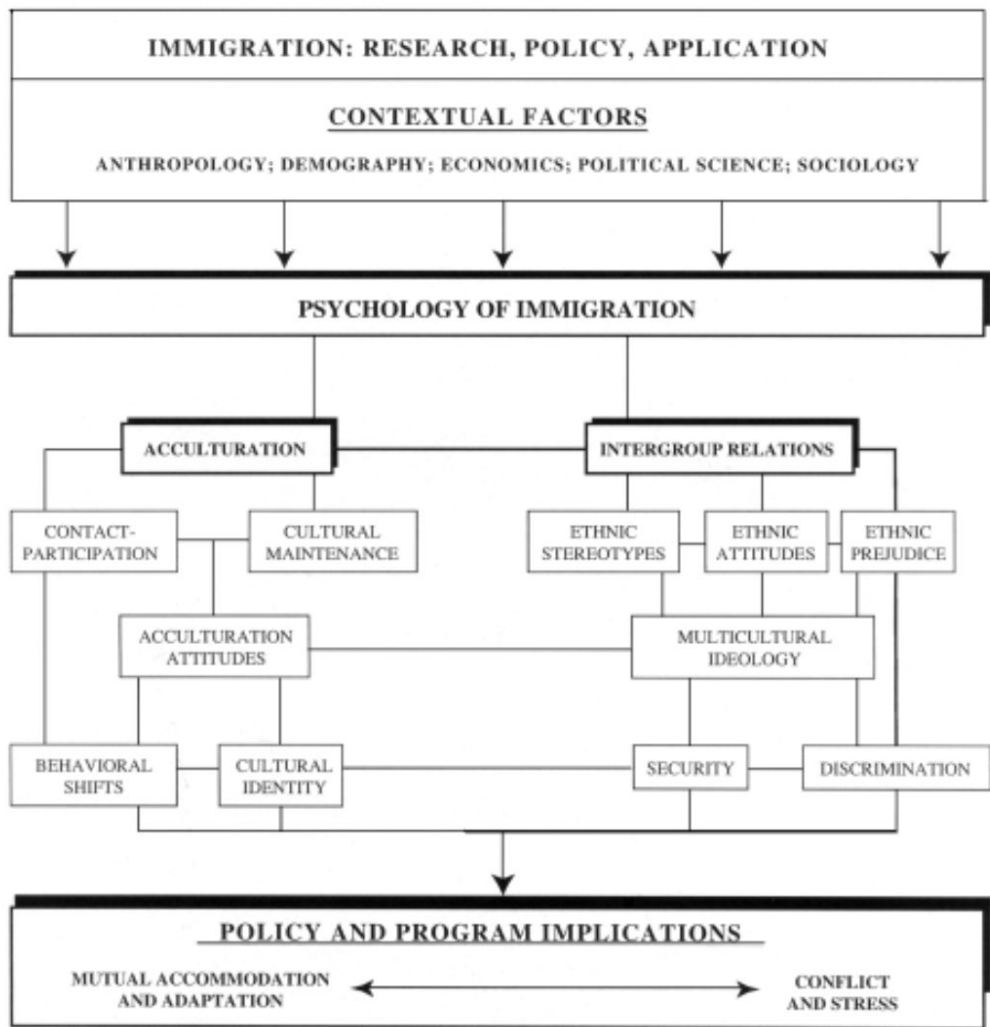 IMMIGRATION: RESEARCH, POLICY, APPLICATION
CONTEXTUAL FACTORS
ANTHROPOLOGY; DEMOGRAPHY; ECONOMICS; POLITICAL SCIENCE; SOCIOLOGY
PSYCHOLOGY OF IMMIGRATION
ACCULTURATION
INTERGROUP RELATIONS
CONTACT-
PARTICIPATION
CULTURAL
MAINTENANCE
ETHNIC
STEREOTYPES
ETHNIC
ATTITUDES
ETHNIC
PREJUDICE
ACCULTURATION
ATTITUDES
MULTICULTURAL
IDEOLOGY
BEHAVIORAL
SHIFTS
CULTURAL
IDENTITY
SECURITY
DISCRIMINATION
POLICY AND PROGRAM IMPLICATIONS
MUTUAL ACCOMMODATION
AND ADAPTATION
CONFLICT
AND STRESS